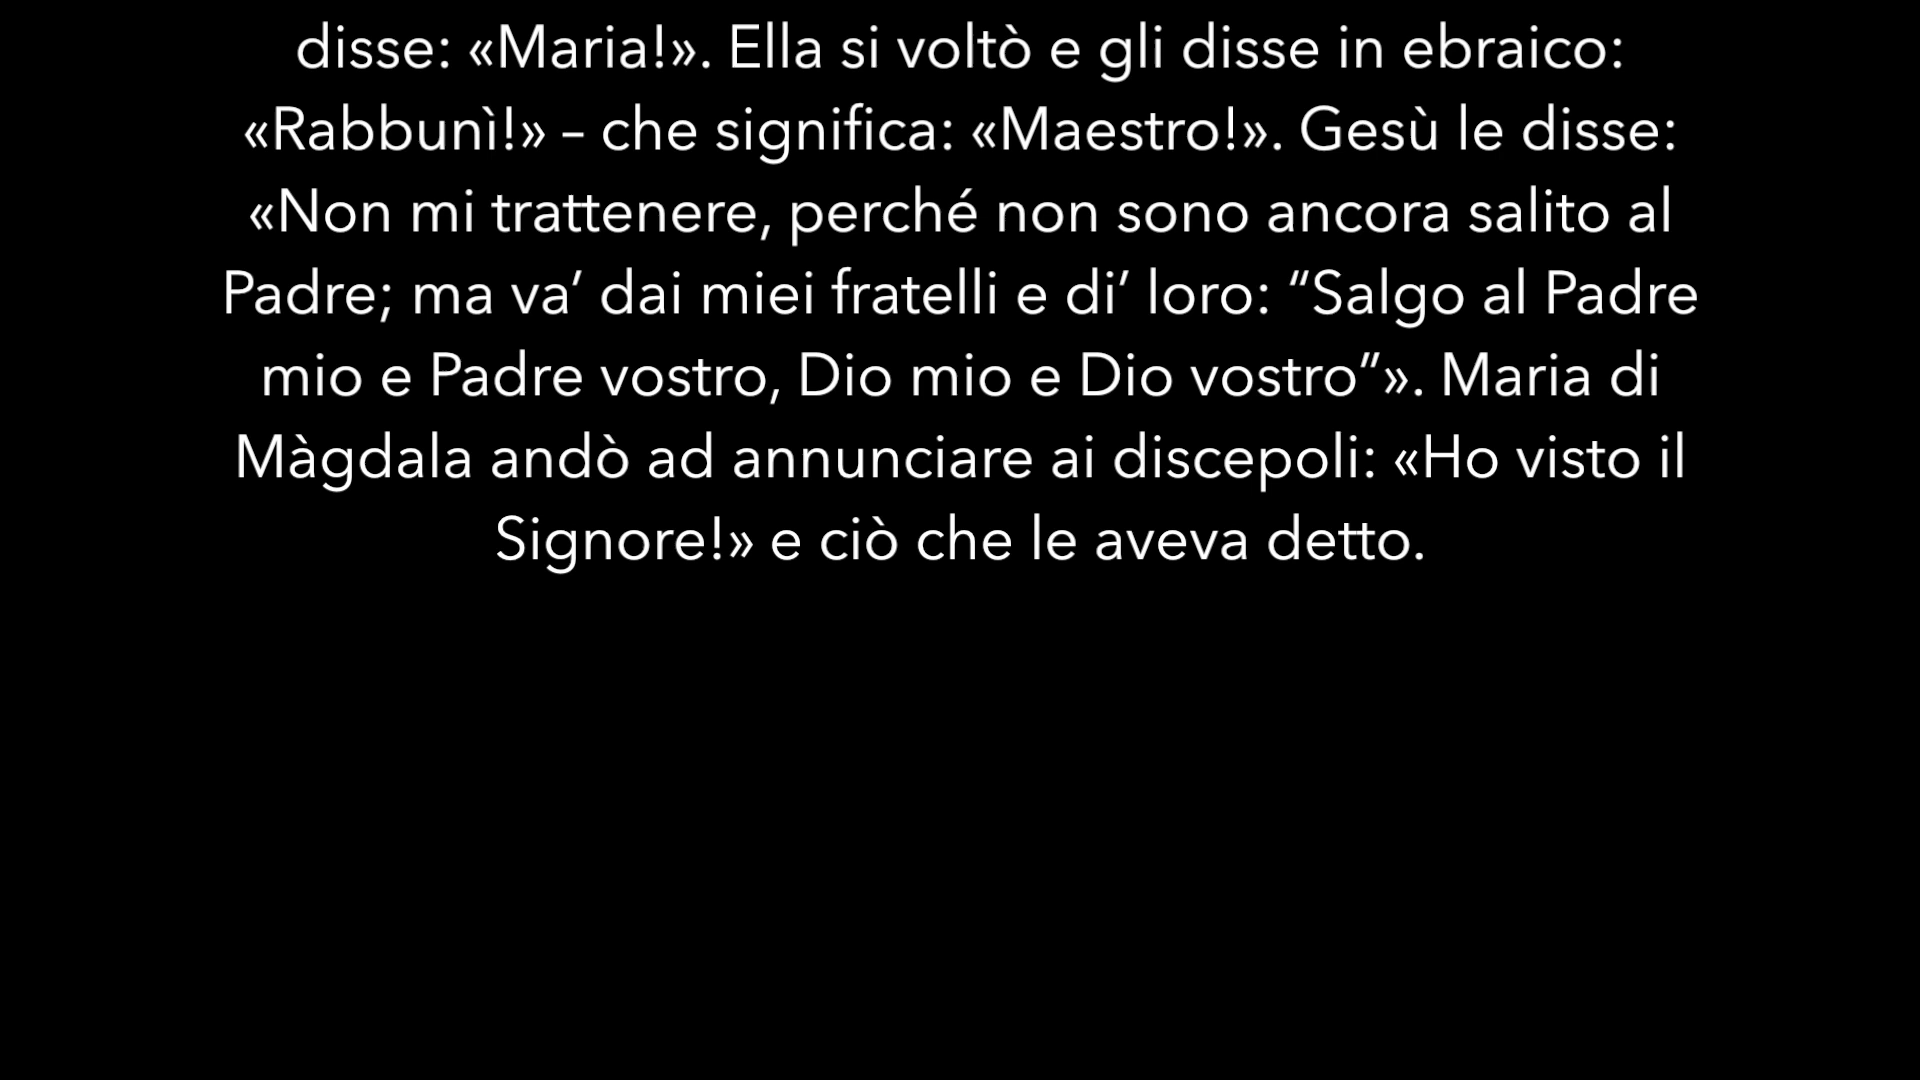 disse: «Maria!». Ella si voltò e gli disse in ebraico:
«Rabbunì!» – che significa: «Maestro!». Gesù le disse:
«Non mi trattenere, perché non sono ancora salito al
Padre; ma va’ dai miei fratelli e di’ loro: “Salgo al Padre
mio e Padre vostro, Dio mio e Dio vostro”». Maria di
Màgdala andò ad annunciare ai discepoli: «Ho visto il
Signore!» e ciò che le aveva detto.